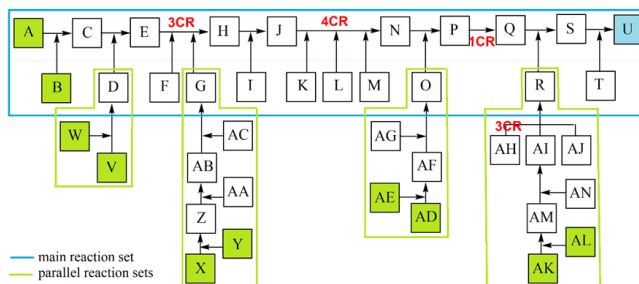 3CR 4CR
A C E H J N P Q S U
1CR
B D F G I K L M O R T
W AC AG 3CR
V AB AF AH AI AJ
AA AE AN
Z AD AM
Y AL
X AK
main reaction set
parallel reaction sets